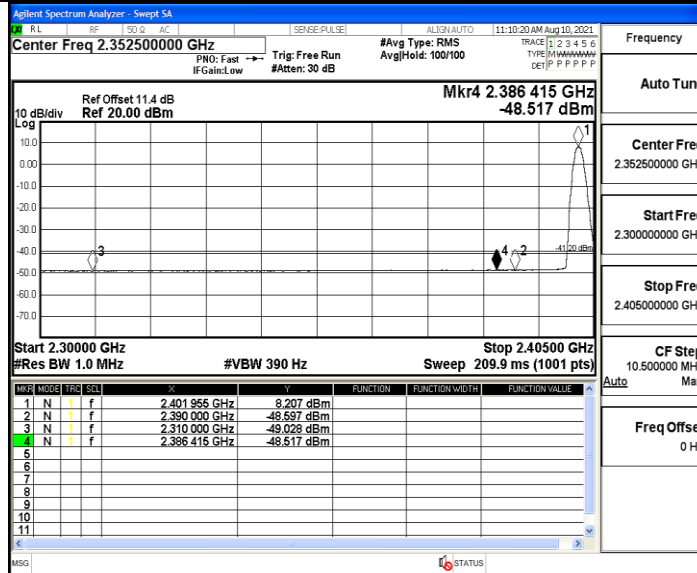 Agilent Spectrum Analyzer - Swept SA
RL RF 50 Ω AC SENSE:PULSE ALIGNAUTO 11:10:20 AM Aug 10, 2021
Center Freq 2.352500000 GHz
PNO: Fast
IFGain:Low
Trig: Free Run
#Atten: 30 dB
#Avg Type: RMS
Avg|Hold: 100/100
TRACE 1 2 3 4 5 6
TYPE MWWWWW
DET P P P P P P
Mkr4 2.386 415 GHz
-48.517 dBm
Ref Offset 11.4 dB
10 dB/div Ref 20.00 dBm
Log
10.0
0.00
-10.0
-20.0
-30.0
-40.0
-50.0
-60.0
-70.0
1
3
4
2
-41.20 dBm
Start 2.30000 GHz Stop 2.40500 GHz
#Res BW 1.0 MHz #VBW 390 Hz Sweep 209.9 ms (1001 pts)
MKR MODE TRC SCL X Y FUNCTION FUNCTION WIDTH FUNCTION VALUE
1 N 1 f 2.401 955 GHz 8.207 dBm
2 N 1 f 2.390 000 GHz -48.597 dBm
3 N 1 f 2.310 000 GHz -49.028 dBm
4 N 1 f 2.386 415 GHz -48.517 dBm
5
6
7
8
9
10
11
MSG STATUS
Frequency
Auto Tun
Center Fre
2.352500000 GH
Start Fre
2.300000000 GH
Stop Fre
2.405000000 GH
CF Step
10.500000 MH
Auto Ma
Freq Offse
0 H